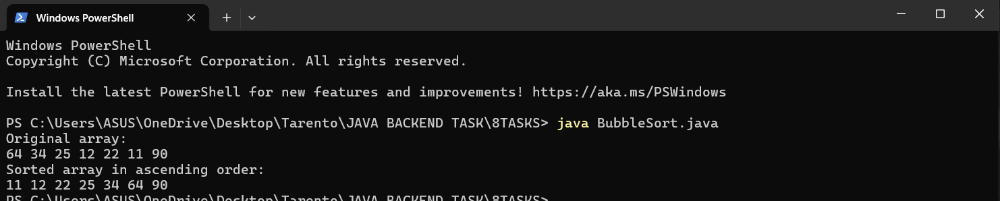 Windows PowerShell
Windows PowerShell
Copyright (C) Microsoft Corporation. All rights reserved.
Install the latest PowerShell for new features and improvements! https://aka.ms/PSWindows
PS C:\Users\ASUS\OneDrive\Desktop\Tarento\JAVA BACKEND TASK\8TASKS> java BubbleSort.java
Original array:
64 34 25 12 22 11 90
Sorted array in ascending order:
11 12 22 25 34 64 90
PS C:\Users\ASUS\OneDrive\Desktop\Tarento\JAVA BACKEND TASK\8TASKS>